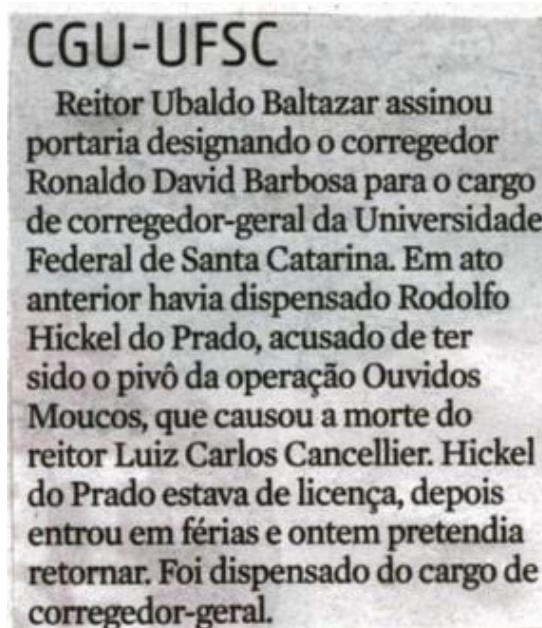 CGU-UFSC
Reitor Ubaldo Baltazar assinou
portaria designando o corregedor
Ronaldo David Barbosa para o cargo
de corregedor-geral da Universidade
Federal de Santa Catarina. Em ato
anterior havia dispensado Rodolfo
Hickel do Prado, acusado de ter
sido o pivô da operação Ouvidos
Moucos, que causou a morte do
reitor Luiz Carlos Cancellier. Hickel
do Prado estava de licença, depois
entrou em férias e ontem pretendia
retornar. Foi dispensado do cargo de
corregedor-geral.